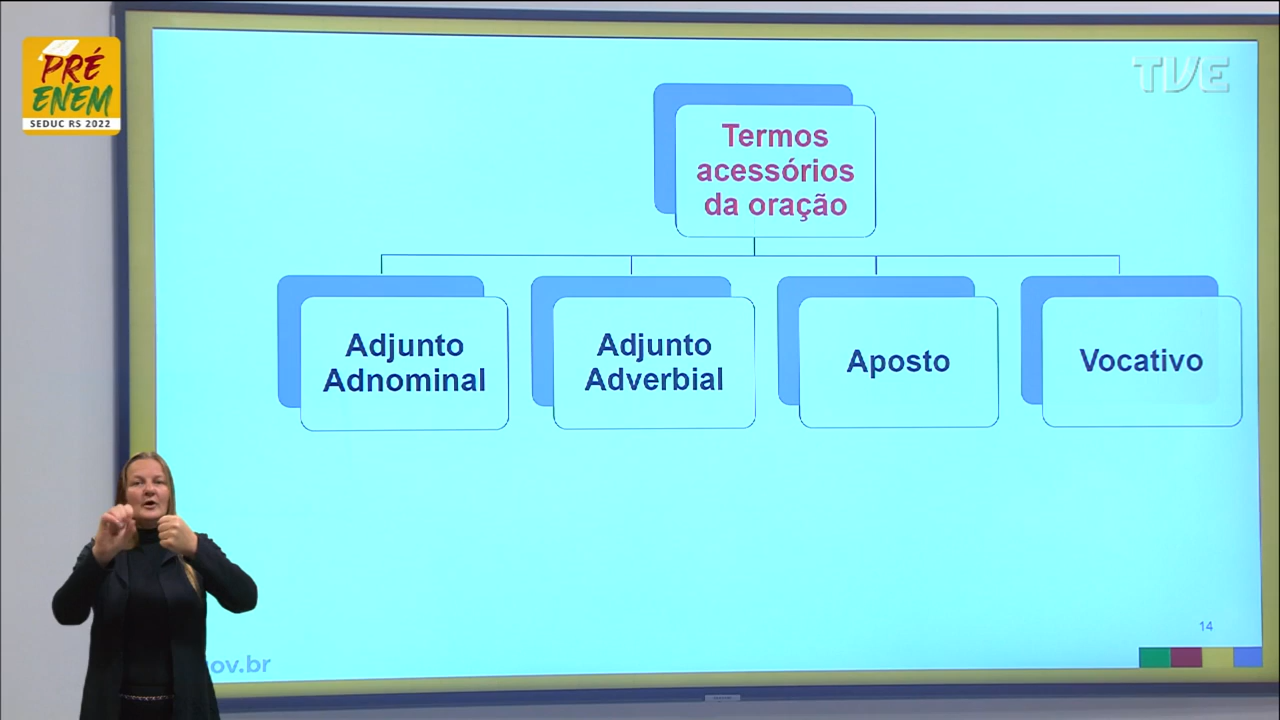 PRÉ
ENEM
SEDUC RS 2022
TVE
Termos
acessórios
da oração
Adjunto
Adnominal
Adjunto
Adverbial
Aposto
Vocativo
14
ov.br